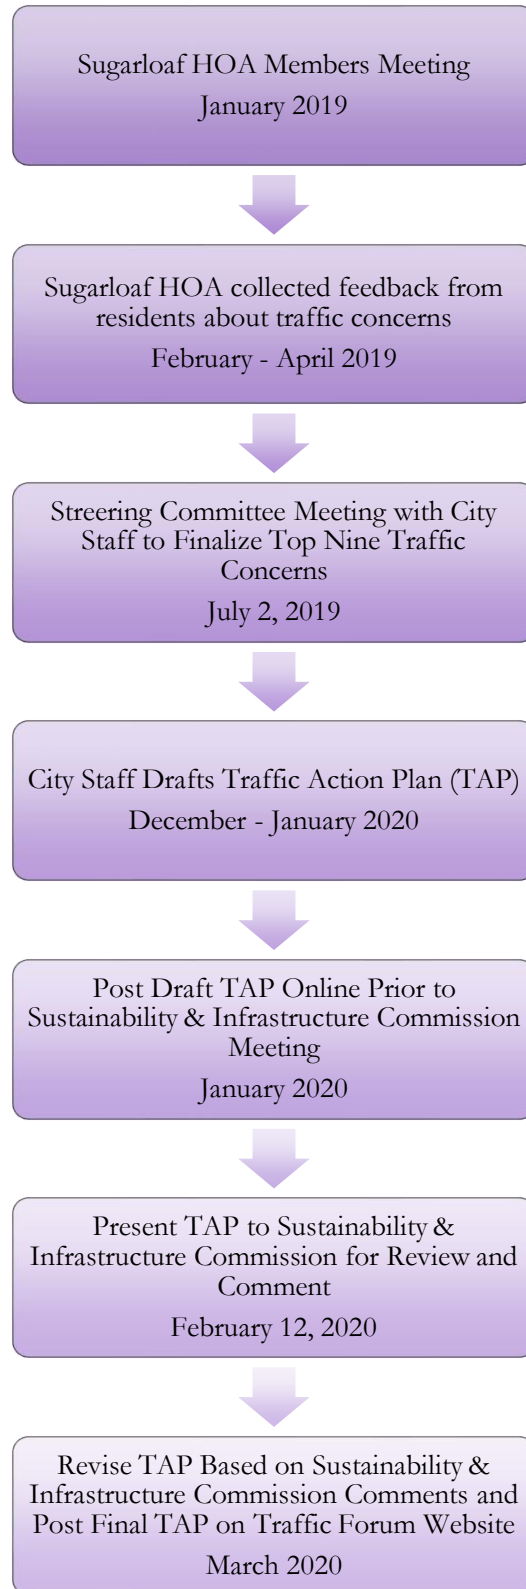 Sugarloaf HOA Members Meeting
January 2019
Sugarloaf HOA collected feedback from
residents about traffic concerns
February - April 2019
Streering Committee Meeting with City
Staff to Finalize Top Nine Traffic
Concerns
July 2, 2019
City Staff Drafts Traffic Action Plan (TAP)
December - January 2020
Post Draft TAP Online Prior to
Sustainability & Infrastructure Commission
Meeting
January 2020
Present TAP to Sustainability &
Infrastructure Commission for Review and
Comment
February 12, 2020
Revise TAP Based on Sustainability &
Infrastructure Commission Comments and
Post Final TAP on Traffic Forum Website
March 2020